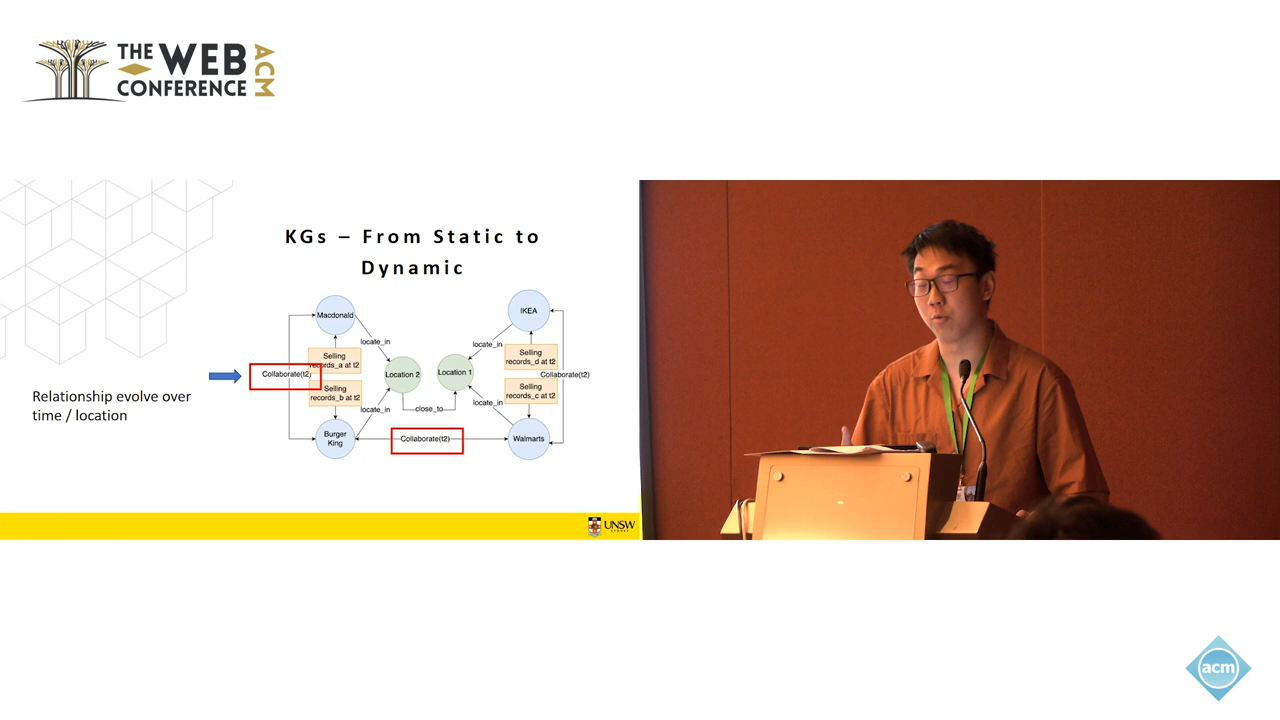 THE WEB
CONFERENCE
ACM
KGs – From Static to
Dynamic
Macdonald
IKEA
locate_in
locate_in
Selling
records_a at t2
Selling
records_d at t2
Collaborate(t2)
Location 2
Location 1
Collaborate(t2)
Selling
records_b at t2
Selling
records_c at t2
Relationship evolve over
time / location
locate_in
close_to
locate_in
Burger
King
Collaborate(t2)
Walmarts
UNSW
SYDNEY
acm